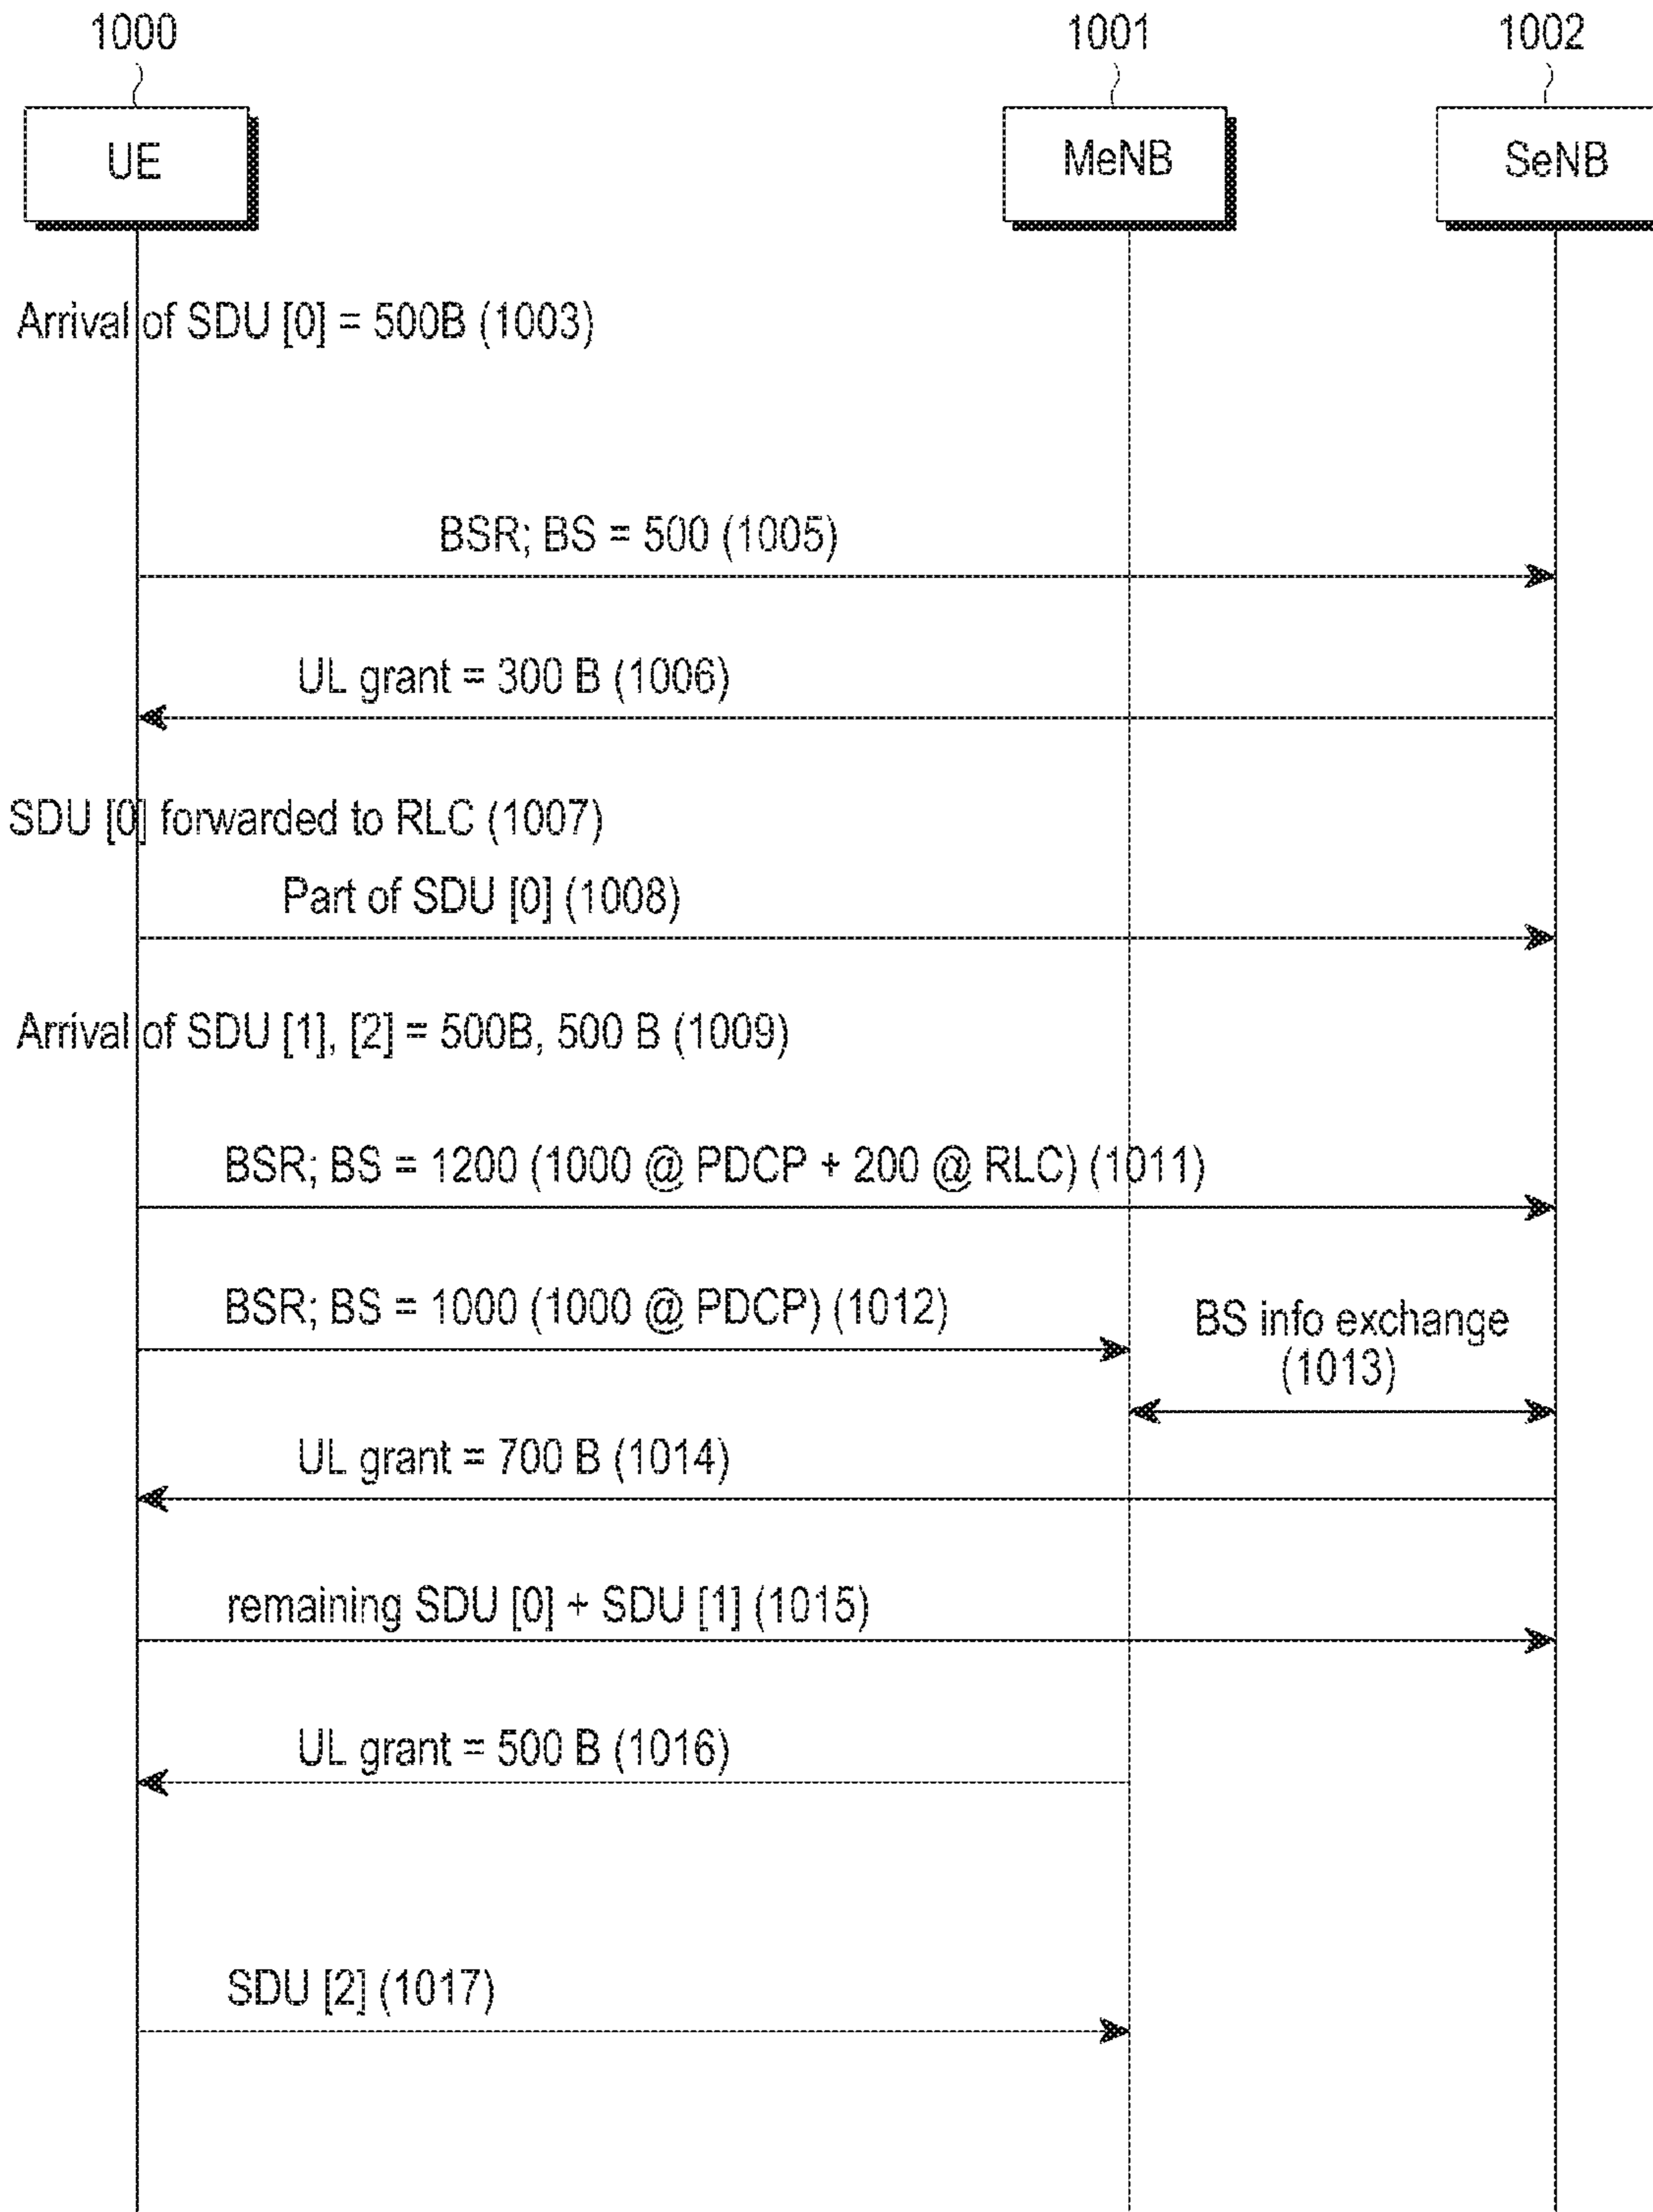 1000
1001
1002
UE
MeNB
SeNB
Arrival of SDU [0] = 500B (1003)
BSR; BS = 500 (1005)
UL grant = 300 B (1006)
SDU [0] forwarded to RLC (1007)
Part of SDU [0] (1008)
Arrival of SDU [1], [2] = 500B, 500 B (1009)
BSR; BS = 1200 (1000 @ PDCP + 200 @ RLC) (1011)
BSR; BS = 1000 (1000 @ PDCP) (1012)
BS info exchange
(1013)
UL grant = 700 B (1014)
remaining SDU [0] + SDU [1] (1015)
UL grant = 500 B (1016)
SDU [2] (1017)